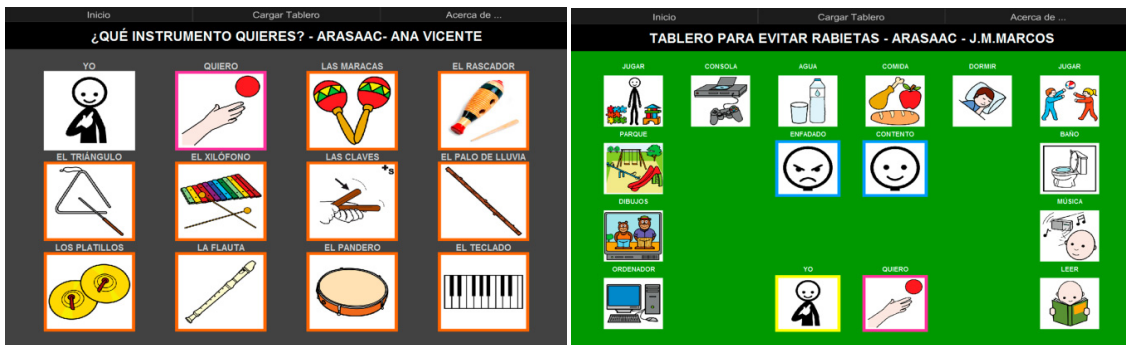 Inicio Cargar Tablero Acerca de ...
¿QUÉ INSTRUMENTO QUIERES? - ARASAAC- ANA VICENTE
YO QUIERO LAS MARACAS EL RASCADOR
EL TRIÁNGULO EL XILÓFONO LAS CLAVES EL PALO DE LLUVIA
+s
LOS PLATILLOS LA FLAUTA EL PANDERO EL TECLADO
Inicio Cargar Tablero Acerca de ...
TABLERO PARA EVITAR RABIETAS - ARASAAC - J.M.MARCOS
JUGAR CONSOLA AGUA COMIDA DORMIR JUGAR
PARQUE ENFADADO CONTENTO BAÑO
DIBUJOS MÚSICA
ORDENADOR YO QUIERO LEER